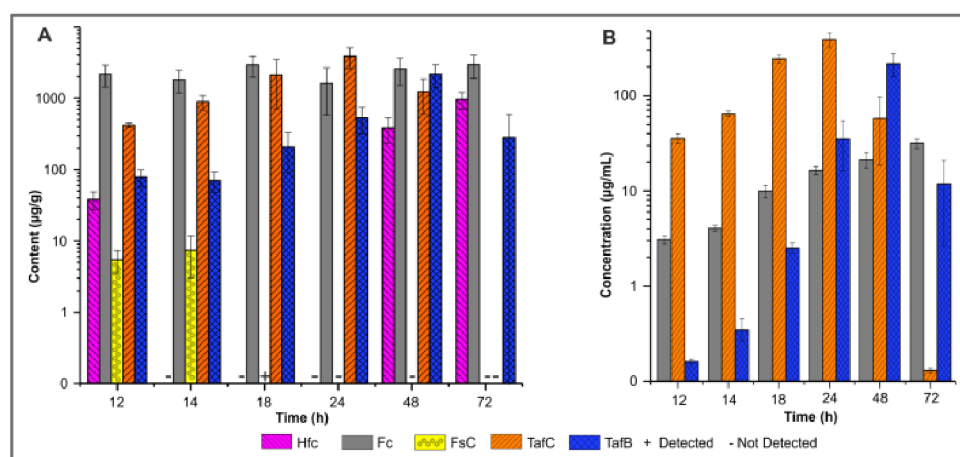 A
B
Content (µg/g)
1000
100
10
1
0
12 14 18 24 48 72
Time (h)
Concentration (µg/mL)
100
10
1
0
12 14 18 24 48 72
Time (h)
- - + - - - - - -
Hfc Fc FsC TafC TafB + Detected - Not Detected